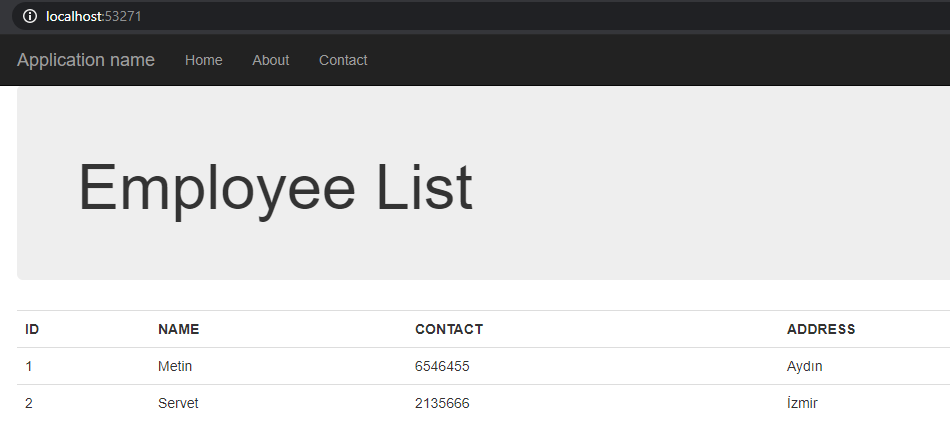 localhost:53271
Application name Home About Contact
Employee List
ID NAME CONTACT ADDRESS
1 Metin 6546455 Aydın
2 Servet 2135666 İzmir